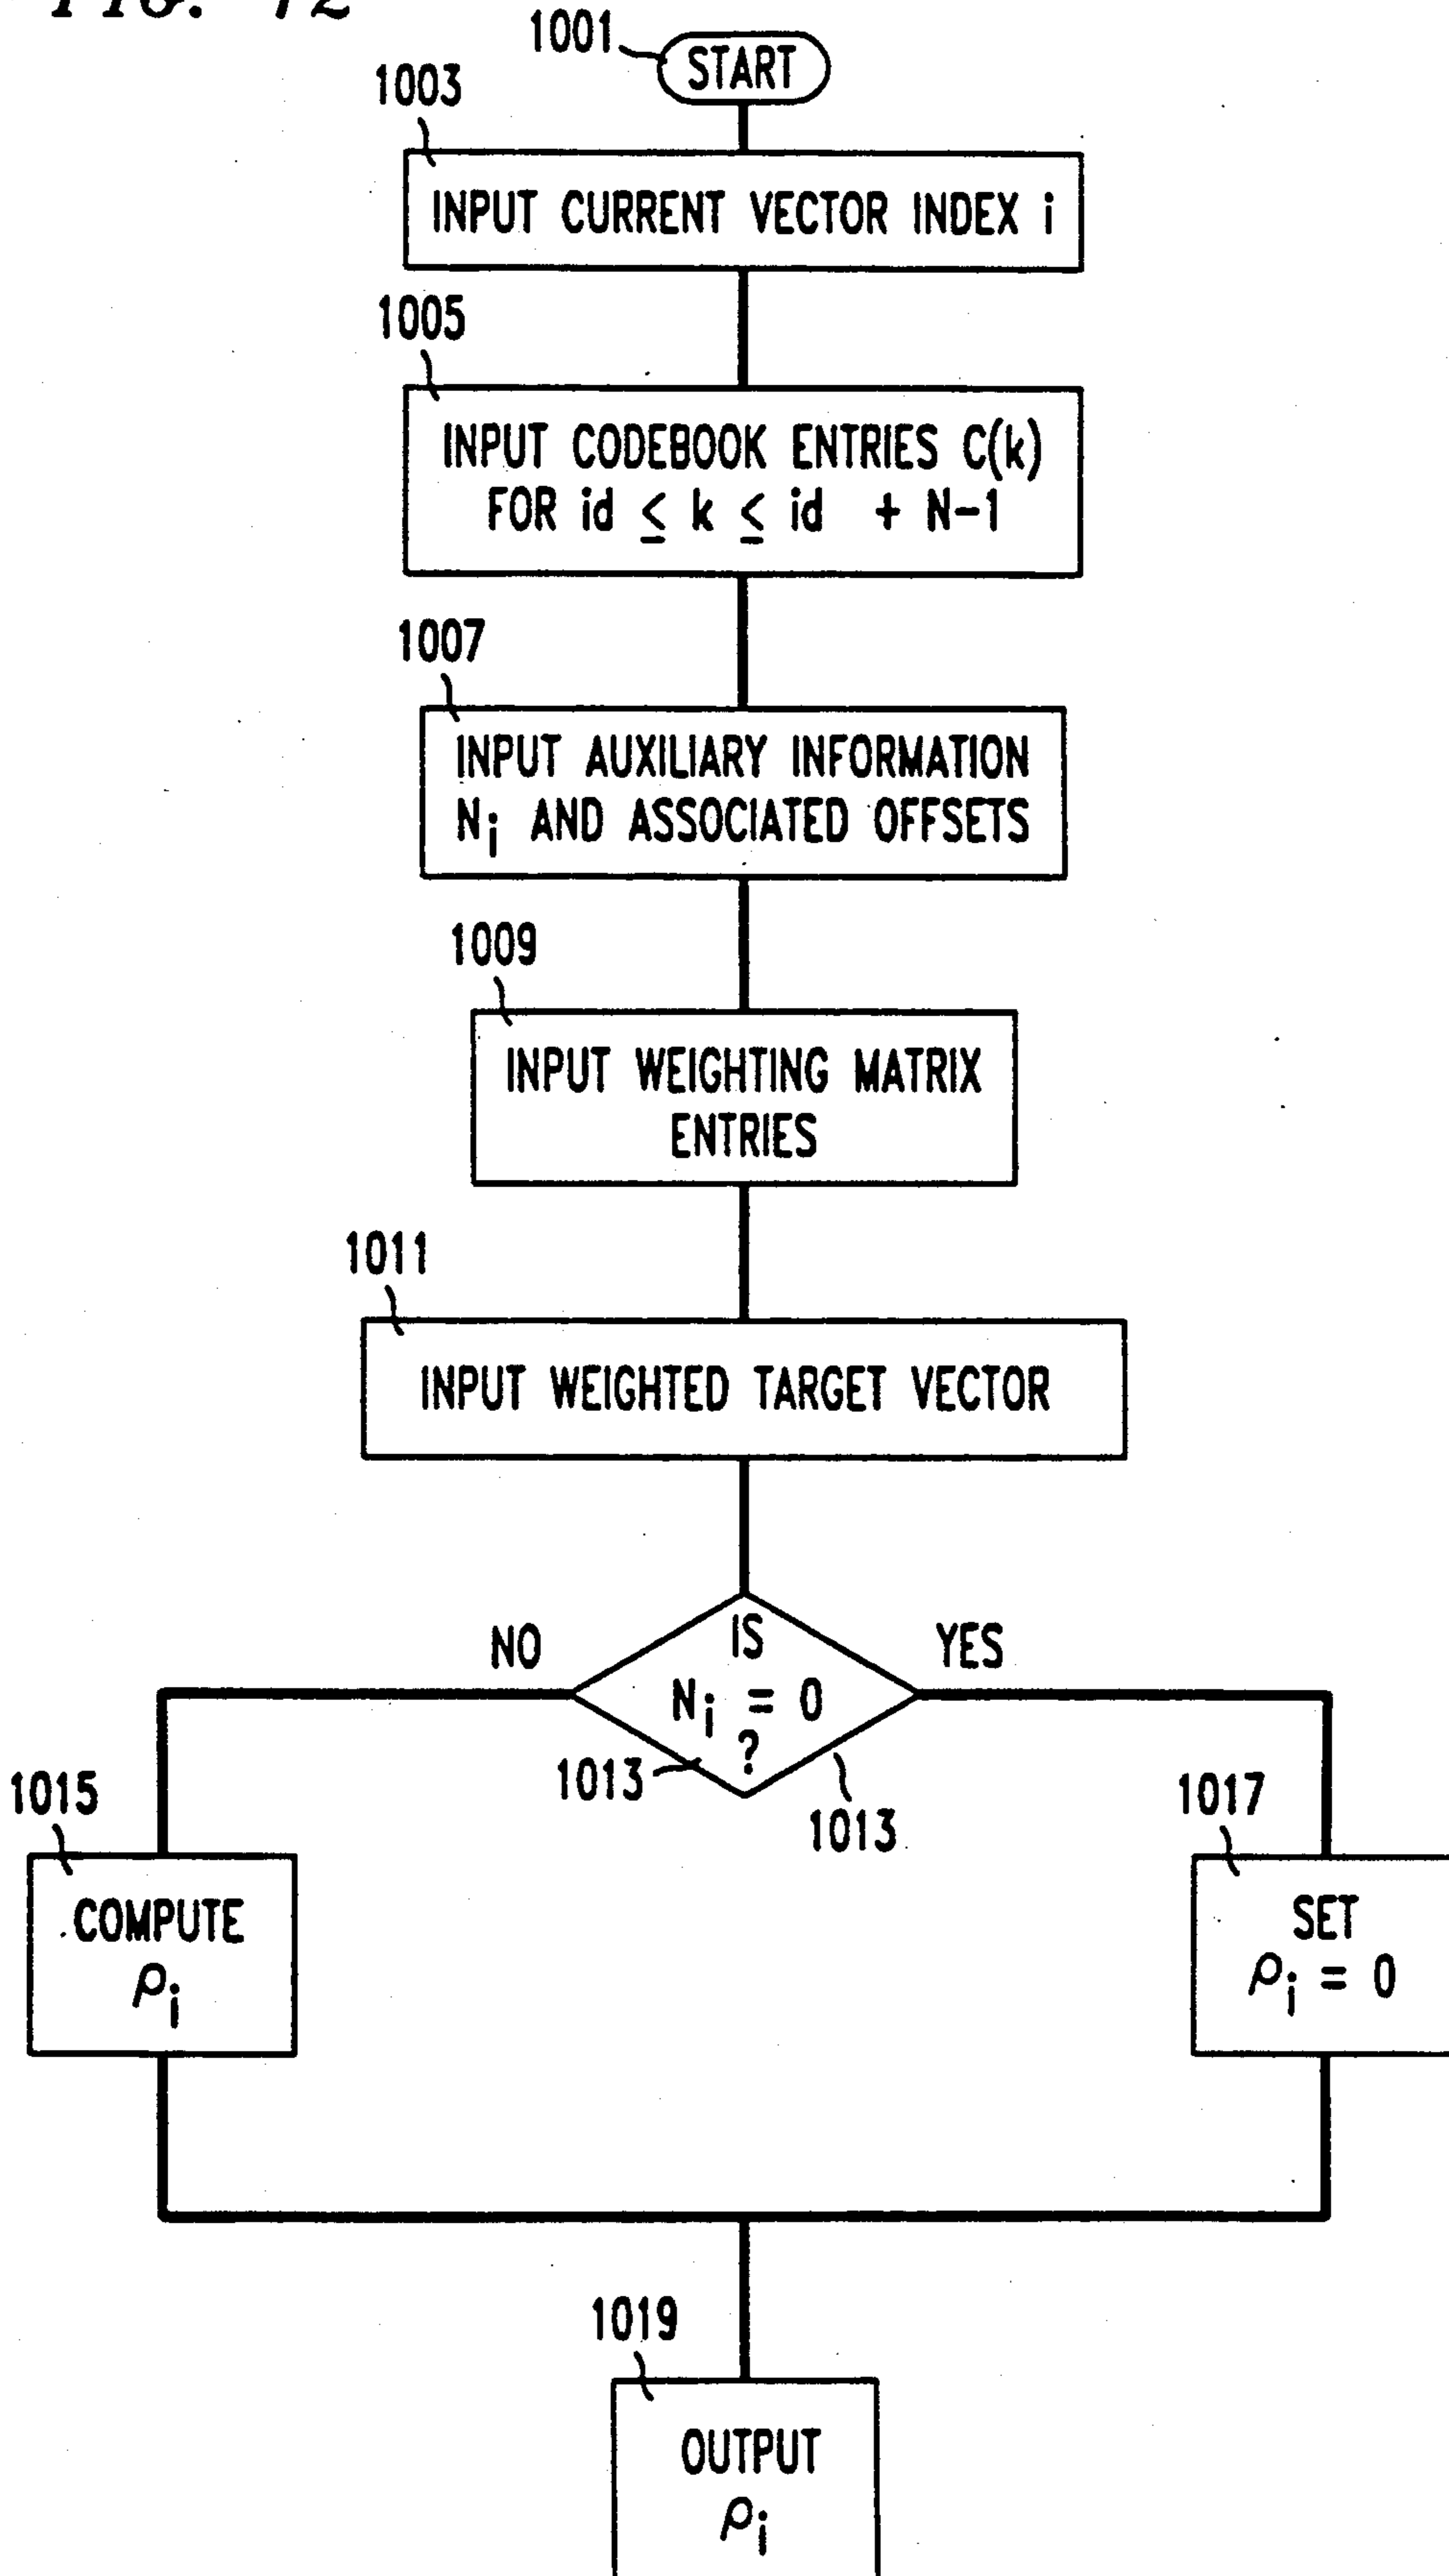 FIG. 12
1001
START
1003
INPUT CURRENT VECTOR INDEX i
1005
INPUT CODEBOOK ENTRIES C(k)
FOR id ≤ k ≤ id + N-1
1007
INPUT AUXILIARY INFORMATION
Ni AND ASSOCIATED OFFSETS
1009
INPUT WEIGHTING MATRIX
ENTRIES
1011
INPUT WEIGHTED TARGET VECTOR
NO
IS
Ni = 0
?
YES
1013
1013
1015
COMPUTE
ρi
1017
SET
ρi = 0
1019
OUTPUT
ρi